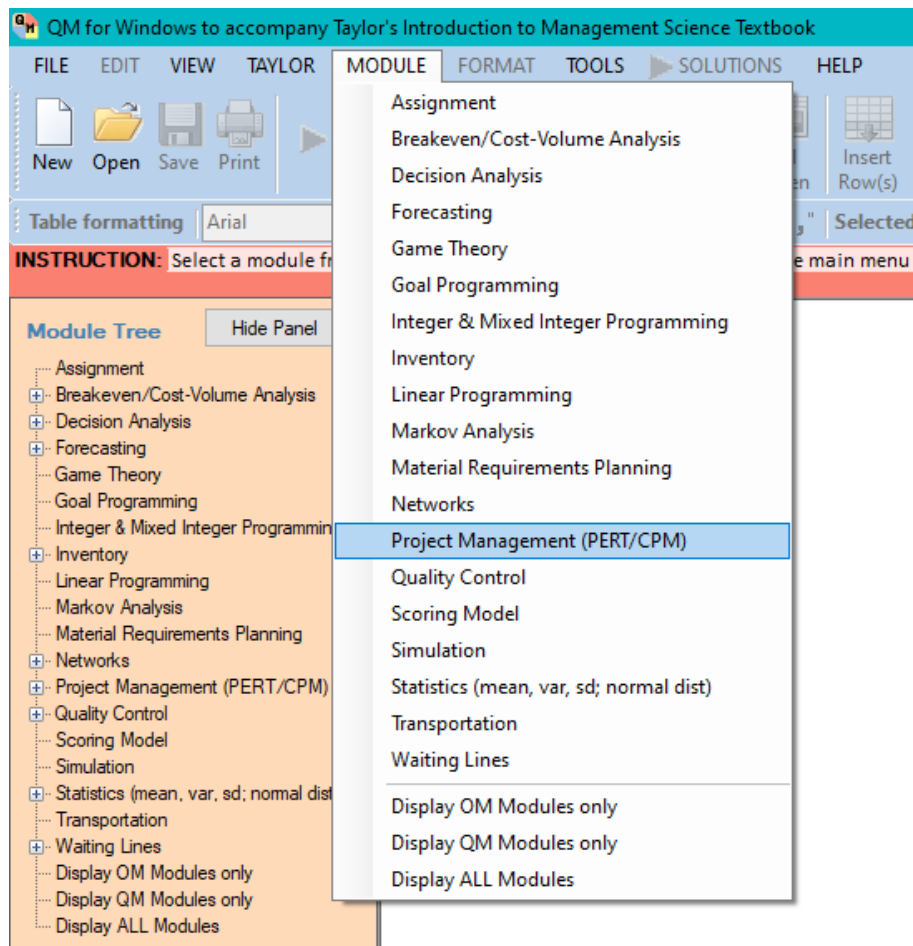 QM for Windows to accompany Taylor's Introduction to Management Science Textbook
FILE EDIT VIEW TAYLOR MODULE FORMAT TOOLS SOLUTIONS HELP
New Open Save Print
Insert
Row(s)
Table formatting Arial
Selected
INSTRUCTION: Select a module
e main menu
Assignment
Breakeven/Cost-Volume Analysis
Decision Analysis
Forecasting
Game Theory
Goal Programming
Integer & Mixed Integer Programming
Inventory
Linear Programming
Markov Analysis
Material Requirements Planning
Networks
Project Management (PERT/CPM)
Quality Control
Scoring Model
Simulation
Statistics (mean, var, sd; normal dist)
Transportation
Waiting Lines
Display OM Modules only
Display QM Modules only
Display ALL Modules
Module Tree Hide Panel
Assignment
Breakeven/Cost-Volume Analysis
Decision Analysis
Forecasting
Game Theory
Goal Programming
Integer & Mixed Integer Programmin
Inventory
Linear Programming
Markov Analysis
Material Requirements Planning
Networks
Project Management (PERT/CPM)
Quality Control
Scoring Model
Simulation
Statistics (mean, var, sd; normal dist
Transportation
Waiting Lines
Display OM Modules only
Display QM Modules only
Display ALL Modules